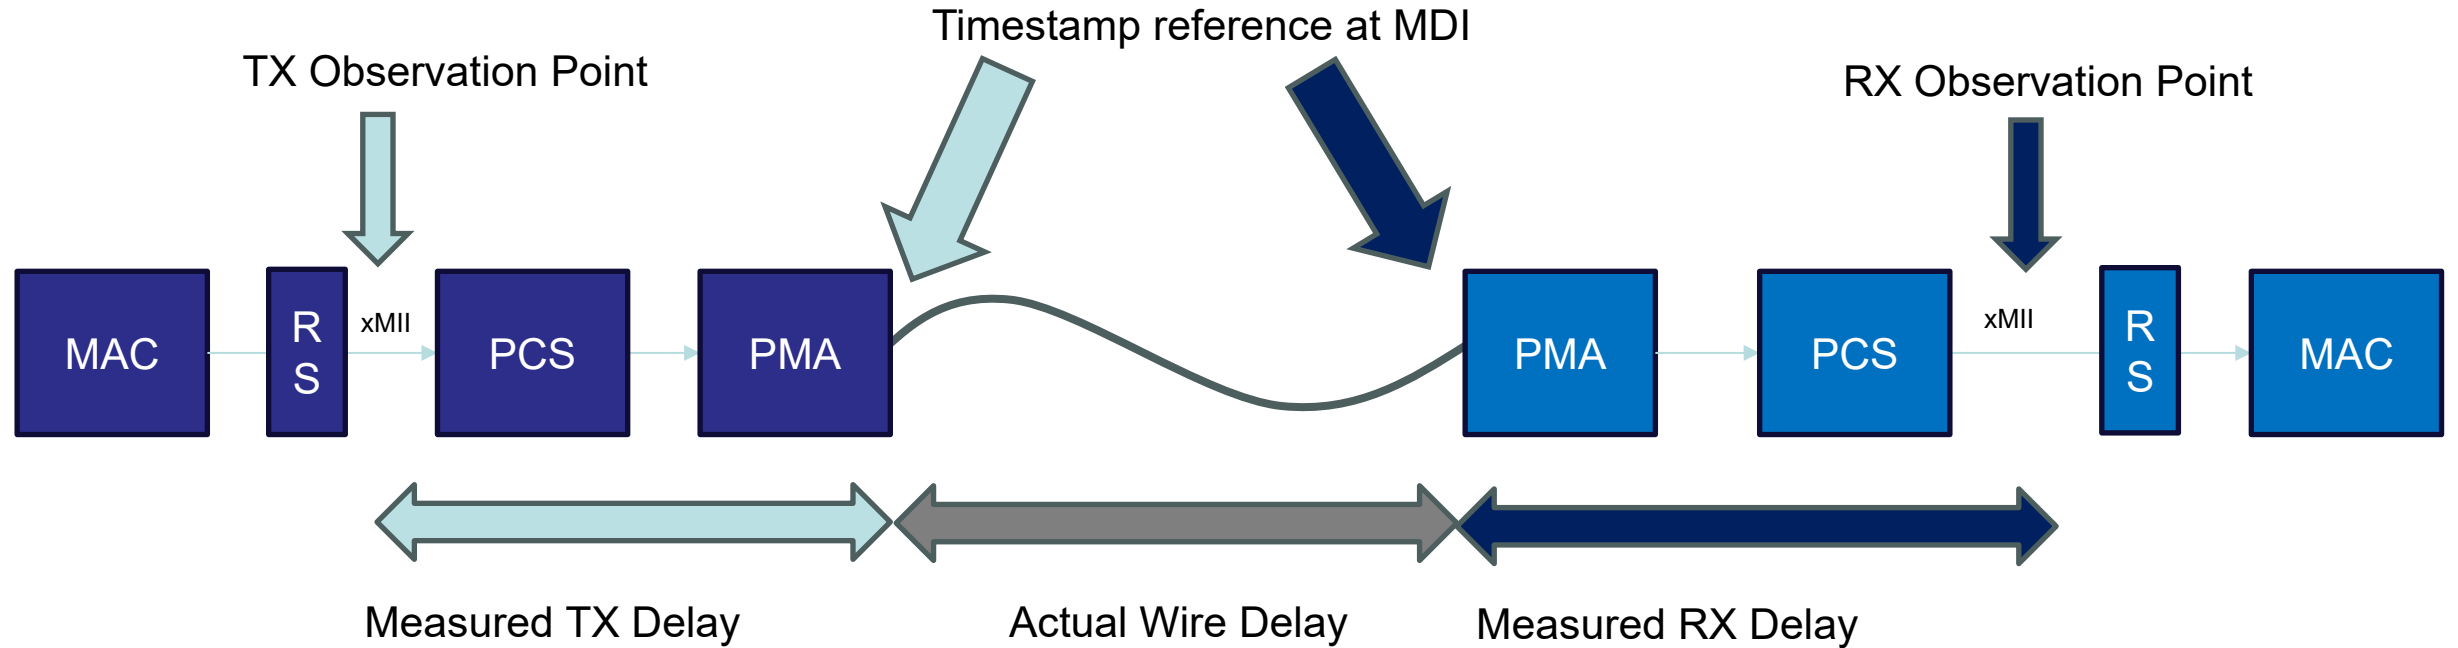 Timestamp reference at MDI
TX Observation Point
RX Observation Point
MAC
R
S
xMII
PCS
PMA
PMA
PCS
xMII
R
S
MAC
Measured TX Delay
Actual Wire Delay
Measured RX Delay